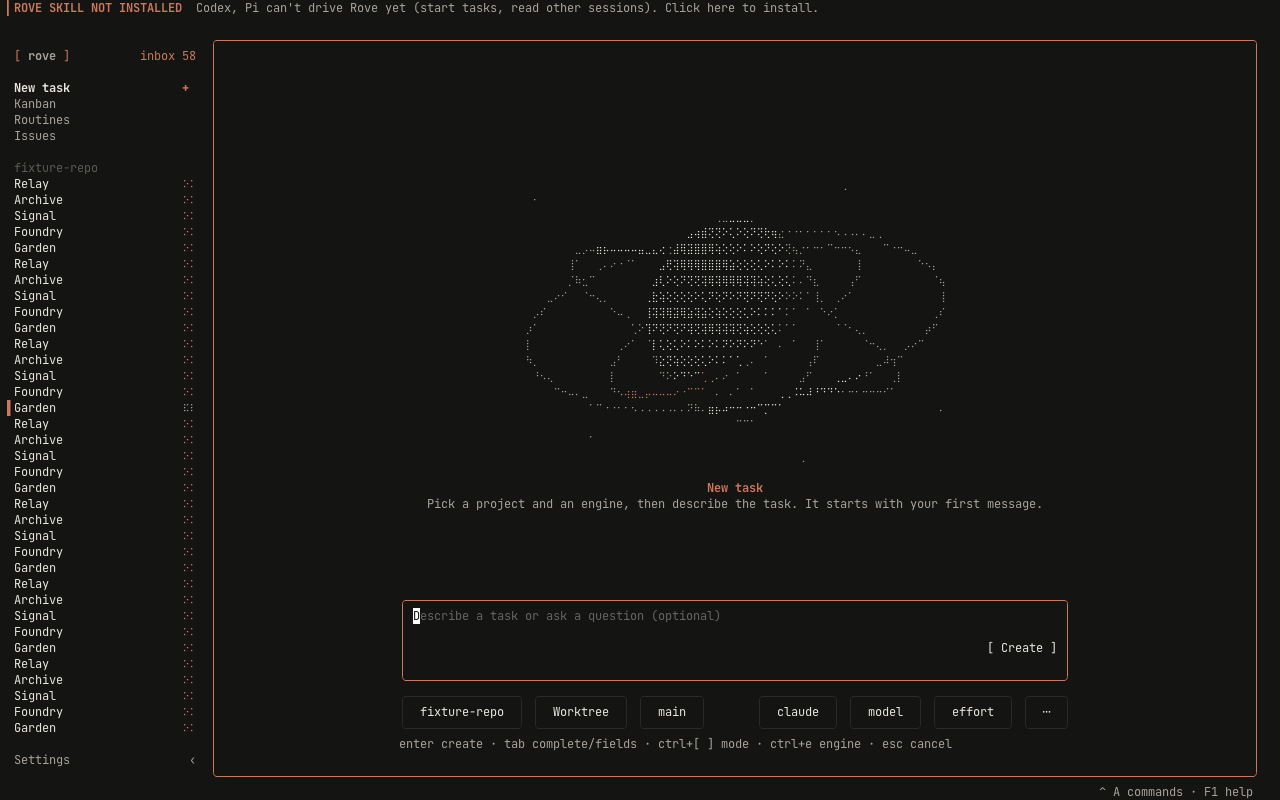 ROVE SKILL NOT INSTALLED Codex, Pi can't drive Rove yet (start tasks, read other sessions). Click here to install.
[ rove ] inbox 58
New task +
Kanban
Routines
Issues
fixture-repo
Relay
Archive
Signal
Foundry
Garden
Relay
Archive
Signal
Foundry
Garden
Relay
Archive
Signal
Foundry
Garden
Relay
Archive
Signal
Foundry
Garden
Relay
Archive
Signal
Foundry
Garden
Relay
Archive
Signal
Foundry
Garden
Relay
Archive
Signal
Foundry
Garden
Settings ‹
New task
Pick a project and an engine, then describe the task. It starts with your first message.
Describe a task or ask a question (optional)
[ Create ]
fixture-repo Worktree main claude model effort ⋯
enter create · tab complete/fields · ctrl+[ ] mode · ctrl+e engine · esc cancel
^ A commands · F1 help